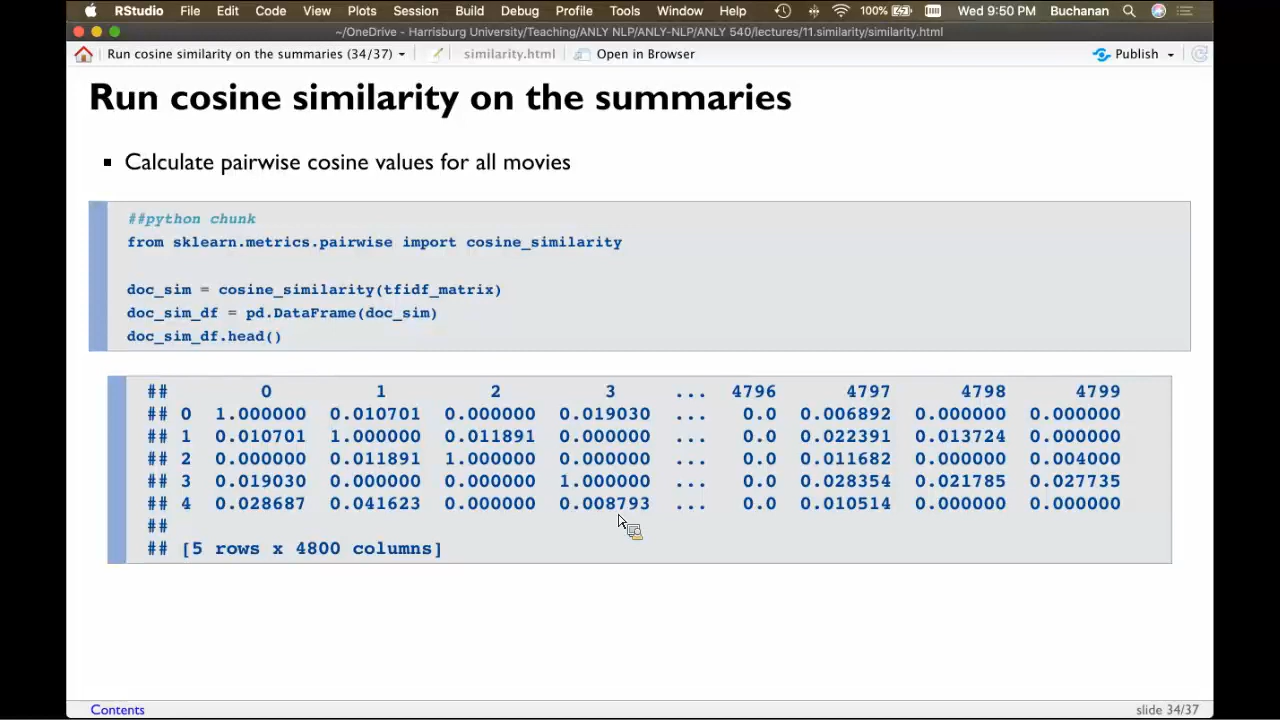 RStudio File Edit Code View Plots Session Build Debug Profile Tools Window Help 100% Wed 9:50 PM Buchanan
~/OneDrive - Harrisburg University/Teaching/ANLY NLP/ANLY-NLP/ANLY 540/lectures/11.similarity/similarity.html
Run cosine similarity on the summaries (34/37) similarity.html Open in Browser Publish
Run cosine similarity on the summaries
▪ Calculate pairwise cosine values for all movies
##python chunk
from sklearn.metrics.pairwise import cosine_similarity
doc_sim = cosine_similarity(tfidf_matrix)
doc_sim_df = pd.DataFrame(doc_sim)
doc_sim_df.head()
## 0 1 2 3 ... 4796 4797 4798 4799
## 0 1.000000 0.010701 0.000000 0.019030 ... 0.0 0.006892 0.000000 0.000000
## 1 0.010701 1.000000 0.011891 0.000000 ... 0.0 0.022391 0.013724 0.000000
## 2 0.000000 0.011891 1.000000 0.000000 ... 0.0 0.011682 0.000000 0.004000
## 3 0.019030 0.000000 0.000000 1.000000 ... 0.0 0.028354 0.021785 0.027735
## 4 0.028687 0.041623 0.000000 0.008793 ... 0.0 0.010514 0.000000 0.000000
##
## [5 rows x 4800 columns]
Contents slide 34/37